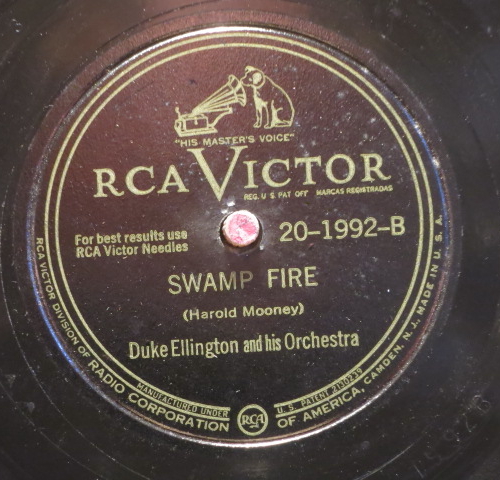 "HIS MASTER'S VOICE"
RCA VICTOR
REG. U S PAT OFF MARCAS REGISTRADAS
For best results use
RCA Victor Needles
20-1992-B
SWAMP FIRE
(Harold Mooney)
Duke Ellington and his Orchestra
RCA VICTOR DIVISION OF RADIO CORPORATION OF AMERICA, CAMDEN, N. J. MADE IN U. S. A.
MANUFACTURED UNDER U. S. PATENT 2130239
RCA